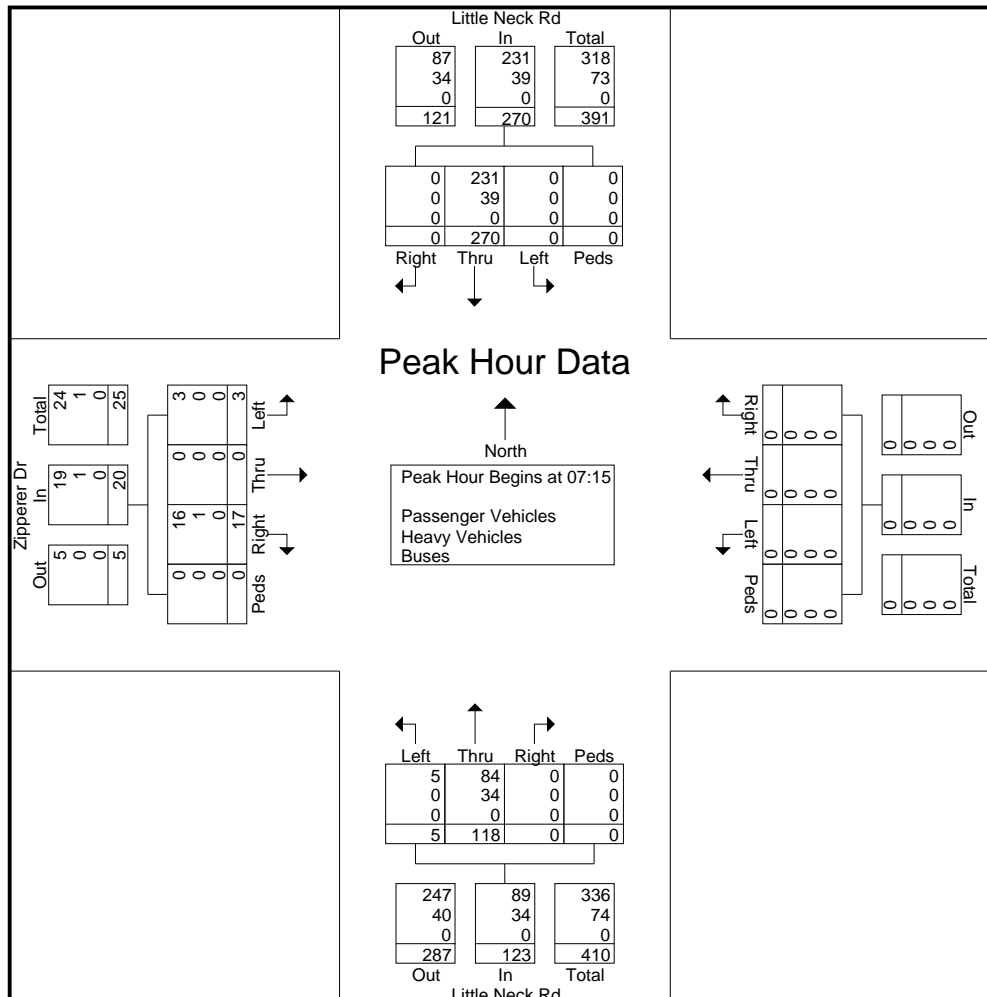 Little Neck Rd
Out In Total
87 231 318
34 39 73
0 0 0
121 270 391
0 231 0 0
0 39 0 0
0 0 0 0
0 270 0 0
Right Thru Left Peds
Peak Hour Data
North
Peak Hour Begins at 07:15
Passenger Vehicles
Heavy Vehicles
Buses
Zipperer Dr
Out In Total
5 19 24
0 1 1
0 0 0
5 20 25
Left Thru Right Peds
3 0 16 0
0 0 1 0
0 0 0 0
3 0 17 0
Right Thru Left Peds
0 0 0 0
0 0 0 0
0 0 0 0
0 0 0 0
Out In Total
0 0 0
0 0 0
0 0 0
0 0 0
Left Thru Right Peds
5 84 0 0
0 34 0 0
0 0 0 0
5 118 0 0
247 89 336
40 34 74
0 0 0
287 123 410
Out In Total
Little Neck Rd